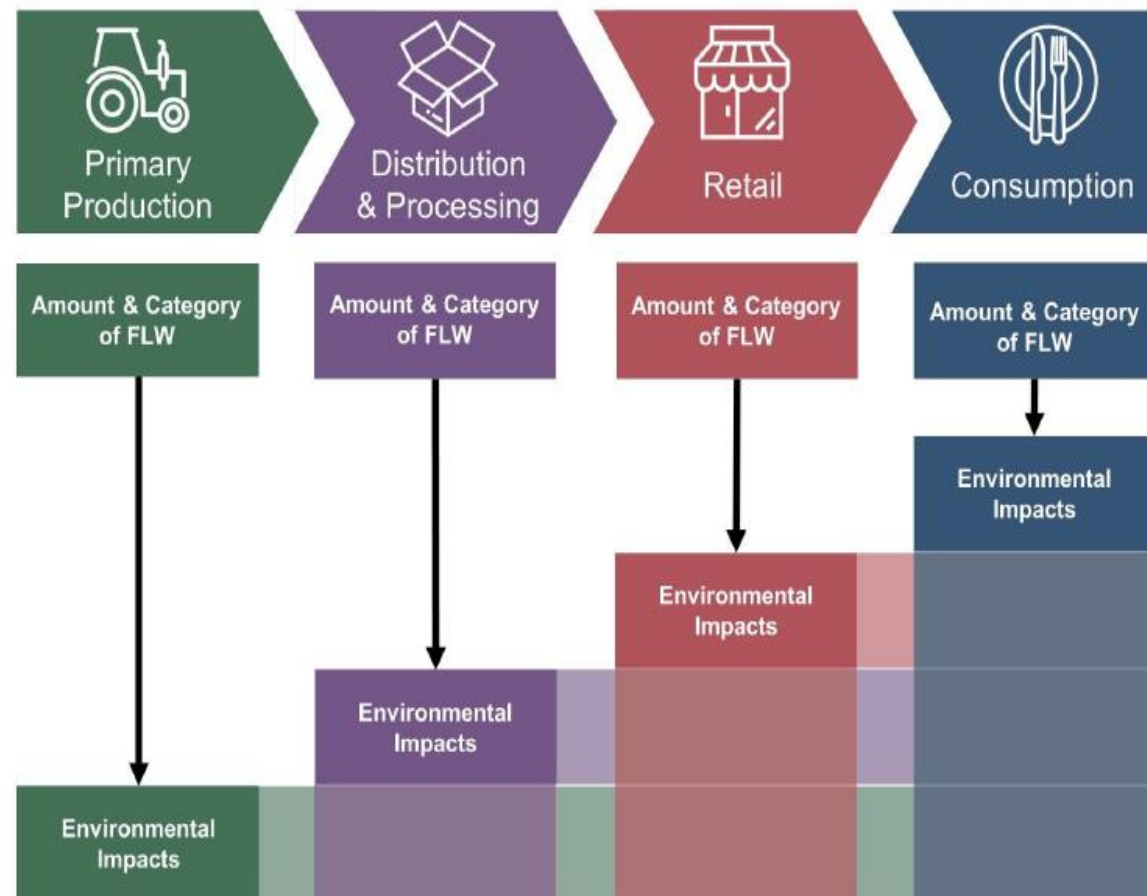 Primary
Production
Distribution
& Processing
Retail
Consumption
Amount & Category
of FLW
Amount & Category
of FLW
Amount & Category
of FLW
Amount & Category
of FLW
Environmental
Impacts
Environmental
Impacts
Environmental
Impacts
Environmental
Impacts